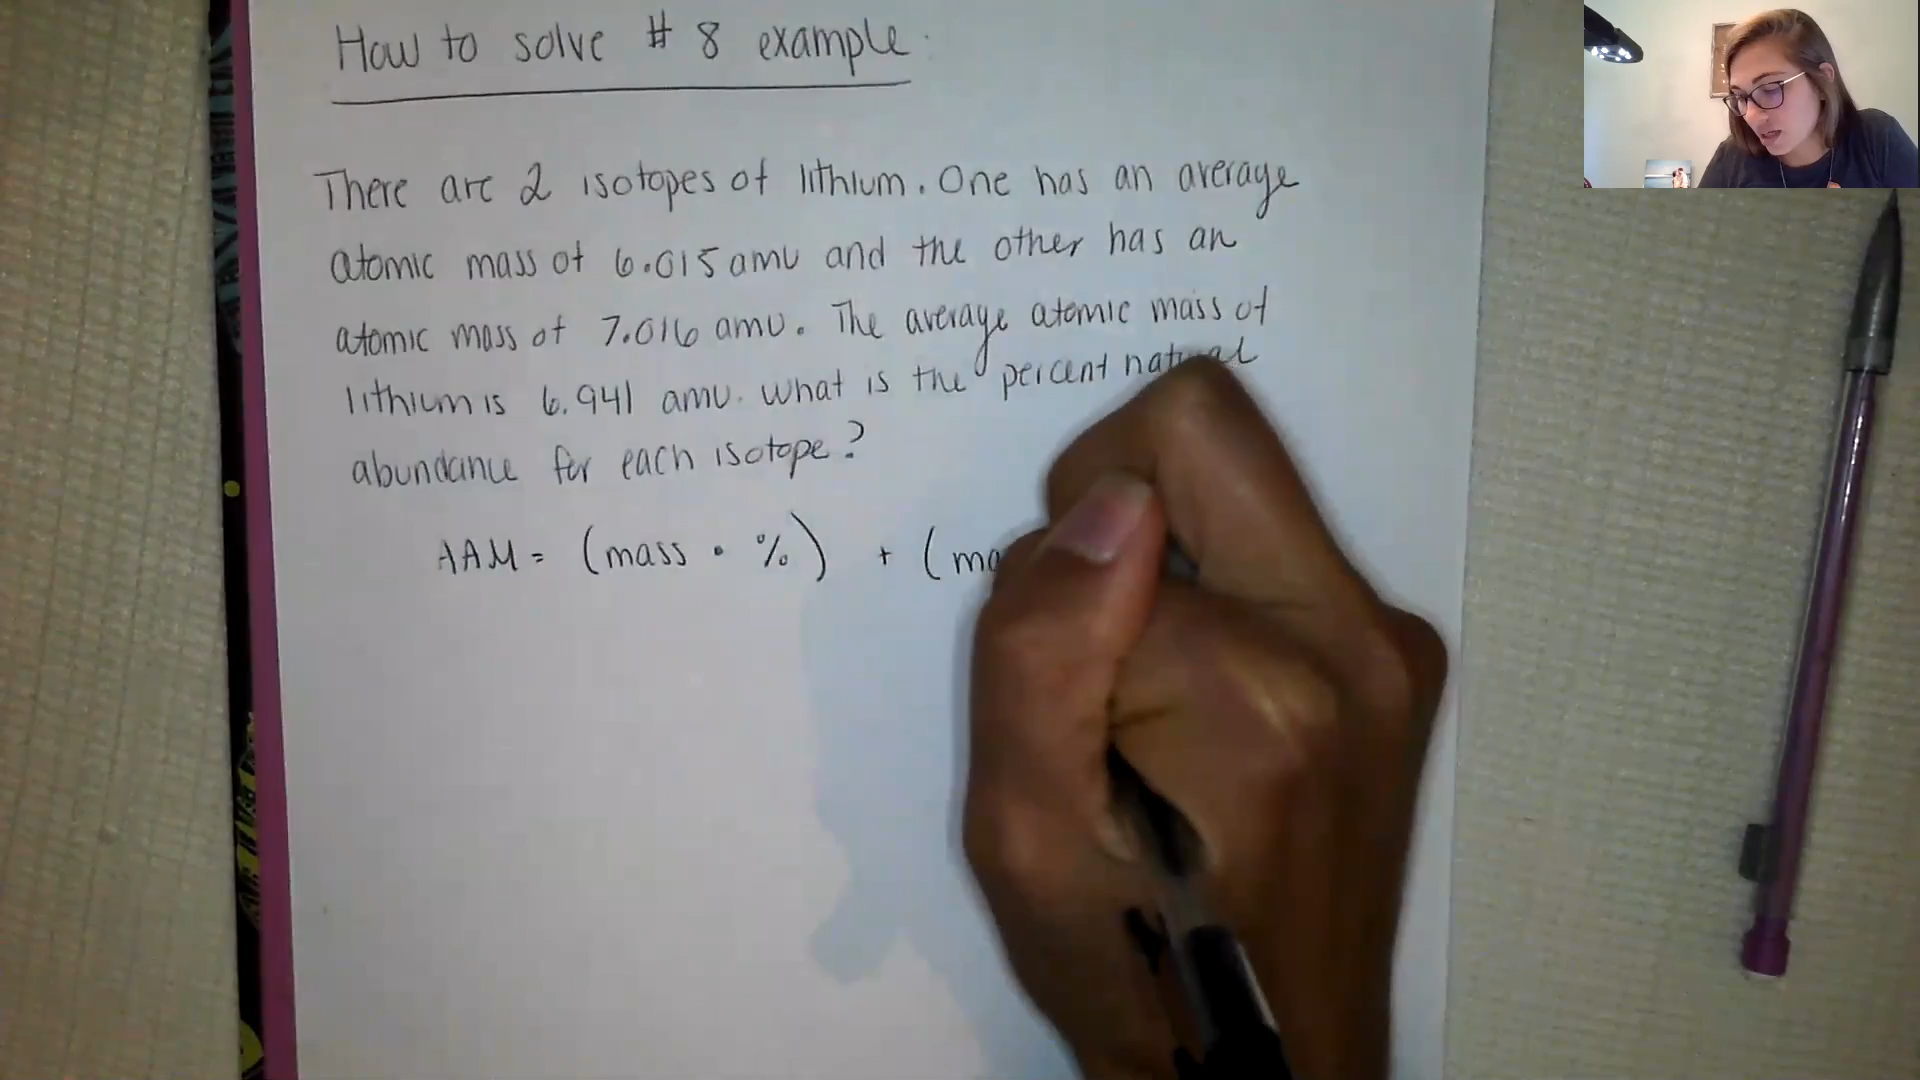 How to solve # 8 example
There are 2 isotopes of lithium. One has an average
atomic mass of 6.015 amu and the other has an
atomic mass of 7.016 amu. The average atomic mass of
lithium is 6.941 amu. what is the percent natural
abundance for each isotope?
AAM = (mass • %) + (ma